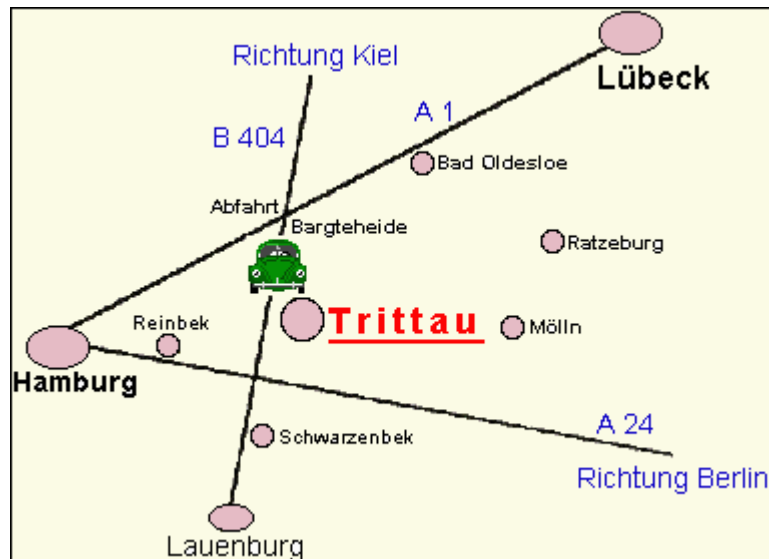 Richtung Kiel
Lübeck
A 1
B 404
Bad Oldesloe
Abfahrt
Bargteheide
Ratzeburg
Trittau
Reinbek
Mölln
Hamburg
A 24
Schwarzenbek
Richtung Berlin
Lauenburg